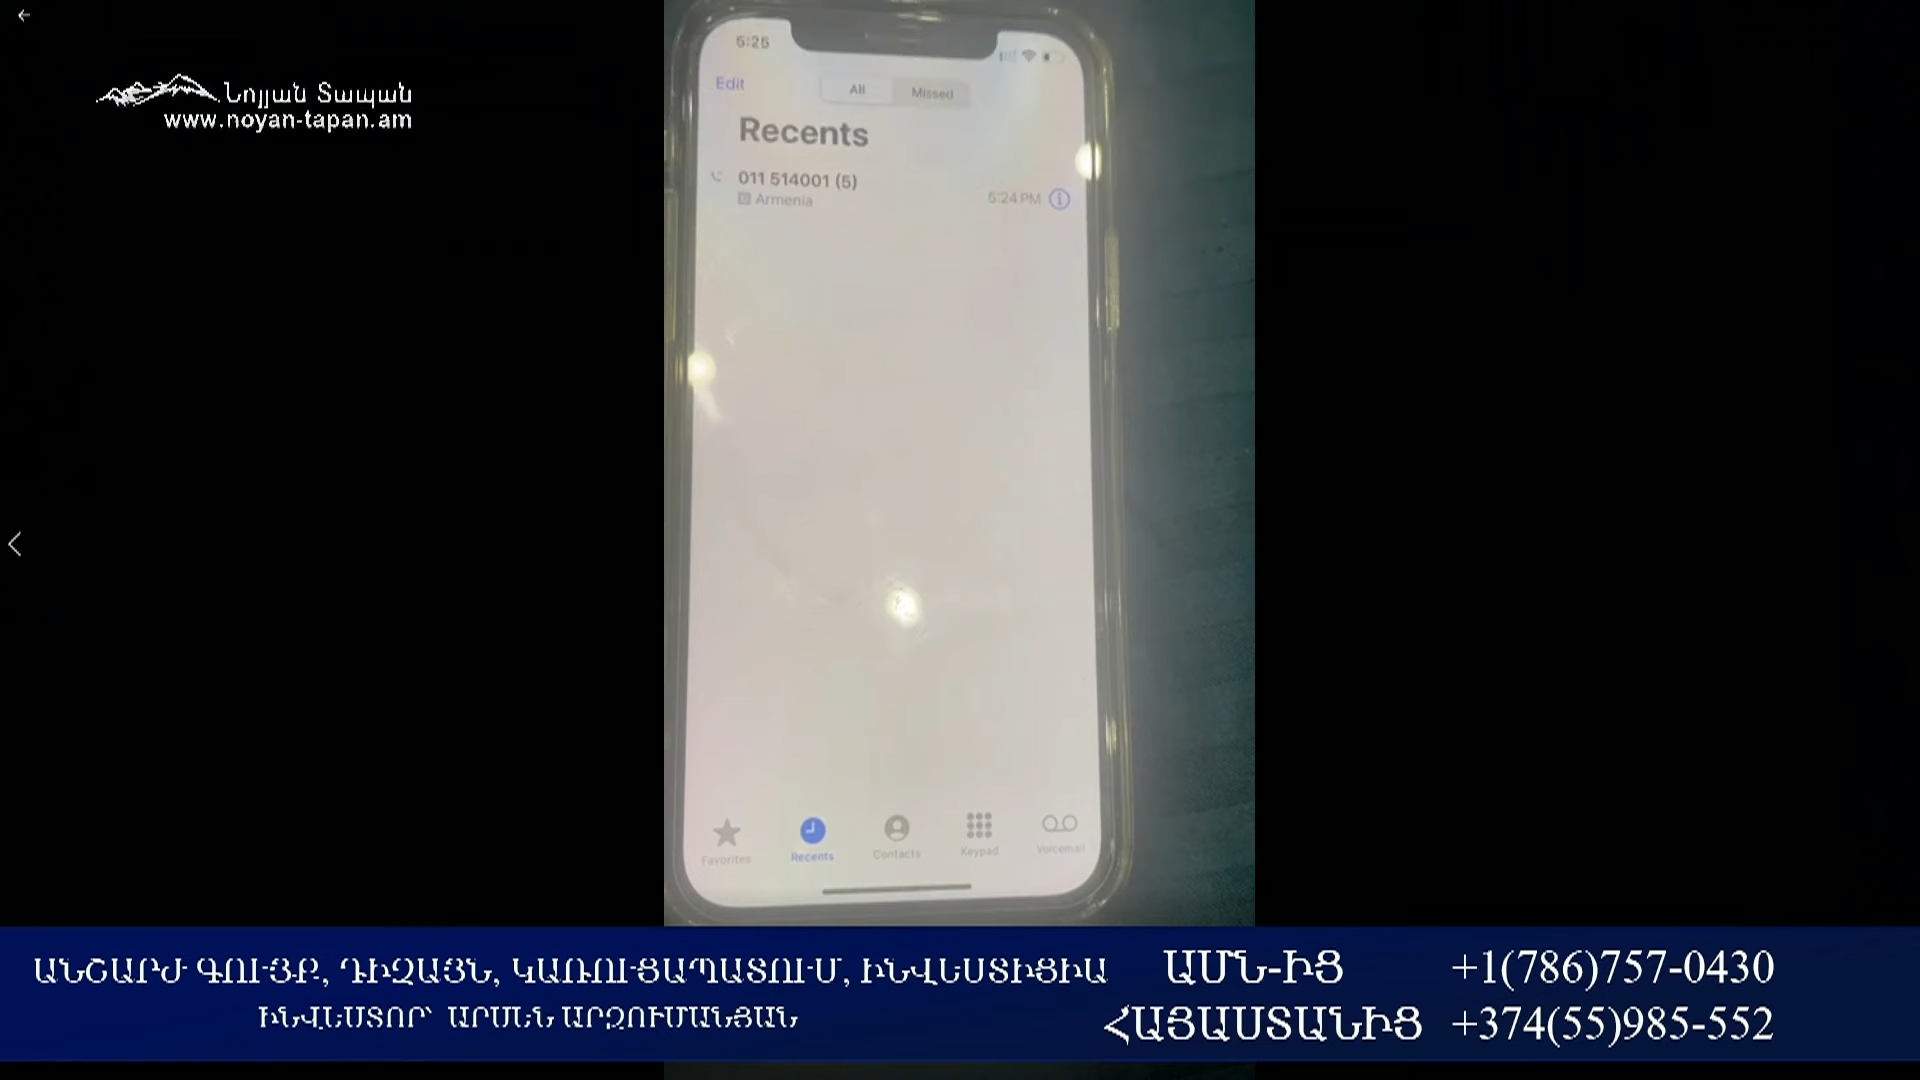 Նոյյան Տապան
www.noyan-tapan.am
5:25
Edit
All
Missed
Recents
011 514001 (5)
Armenia
5:24 PM
Favorites
Recents
Contacts
Keypad
Voicemail
ԱՆՇԱՐԺ ԳՈՒՅՔ, ԴԻԶԱՅՆ, ԿԱՌՈՒՑԱՊԱՏՈՒՄ, ԻՆՎԵՍՏԻՑԻԱ
ԻՆՎԵՍՏՈՐ՝ ԱՐՄԵՆ ԱՐԶՈՒՄԱՆՅԱՆ
ԱՄՆ-ԻՑ +1(786)757-0430
ՀԱՅԱՍՏԱՆԻՑ +374(55)985-552